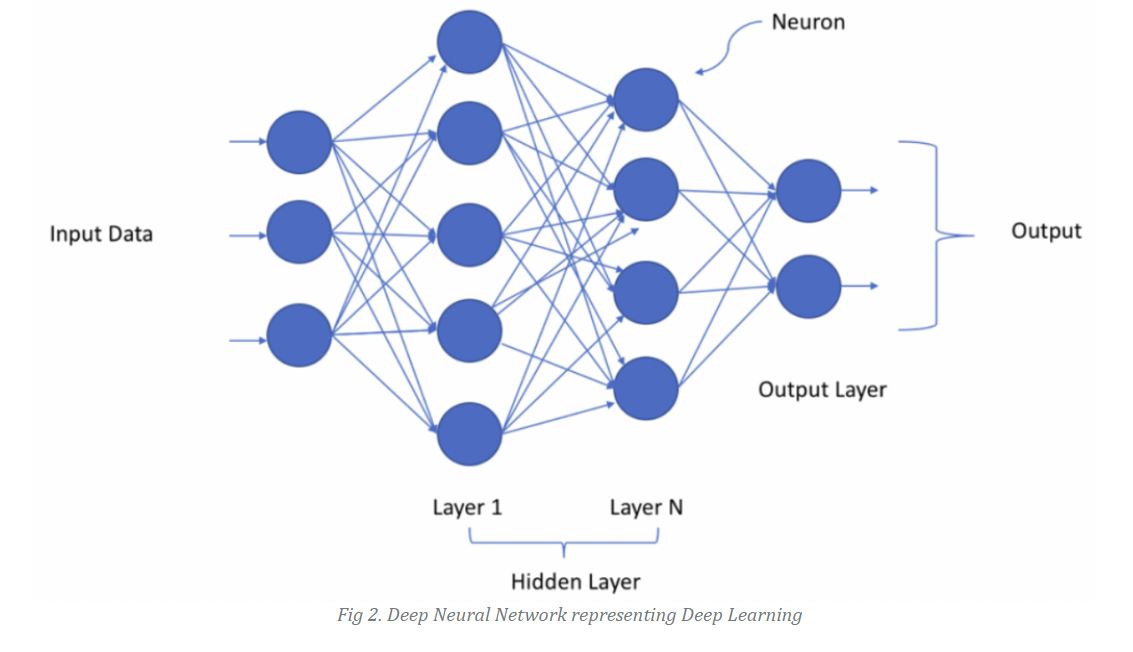 Neuron
Input Data
Output
Output Layer
Layer 1
Layer N
Hidden Layer
Fig 2. Deep Neural Network representing Deep Learning